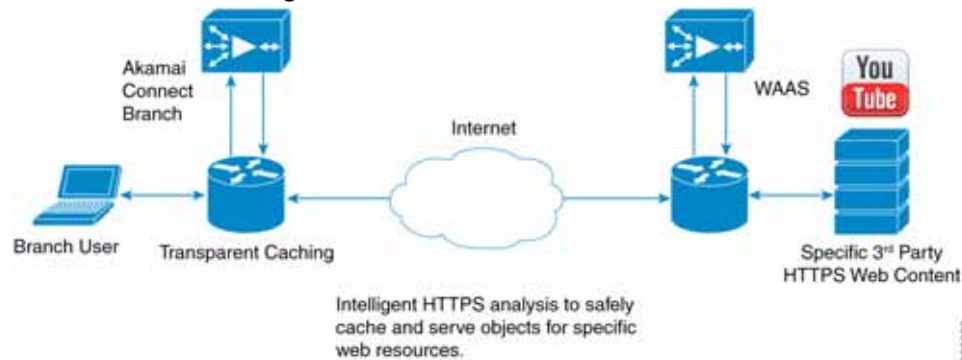 Akamai
Connect
Branch
WAAS
You
Tube
Internet
Branch User
Transparent Caching
Specific 3rd Party
HTTPS Web Content
Intelligent HTTPS analysis to safely
cache and serve objects for specific
web resources.